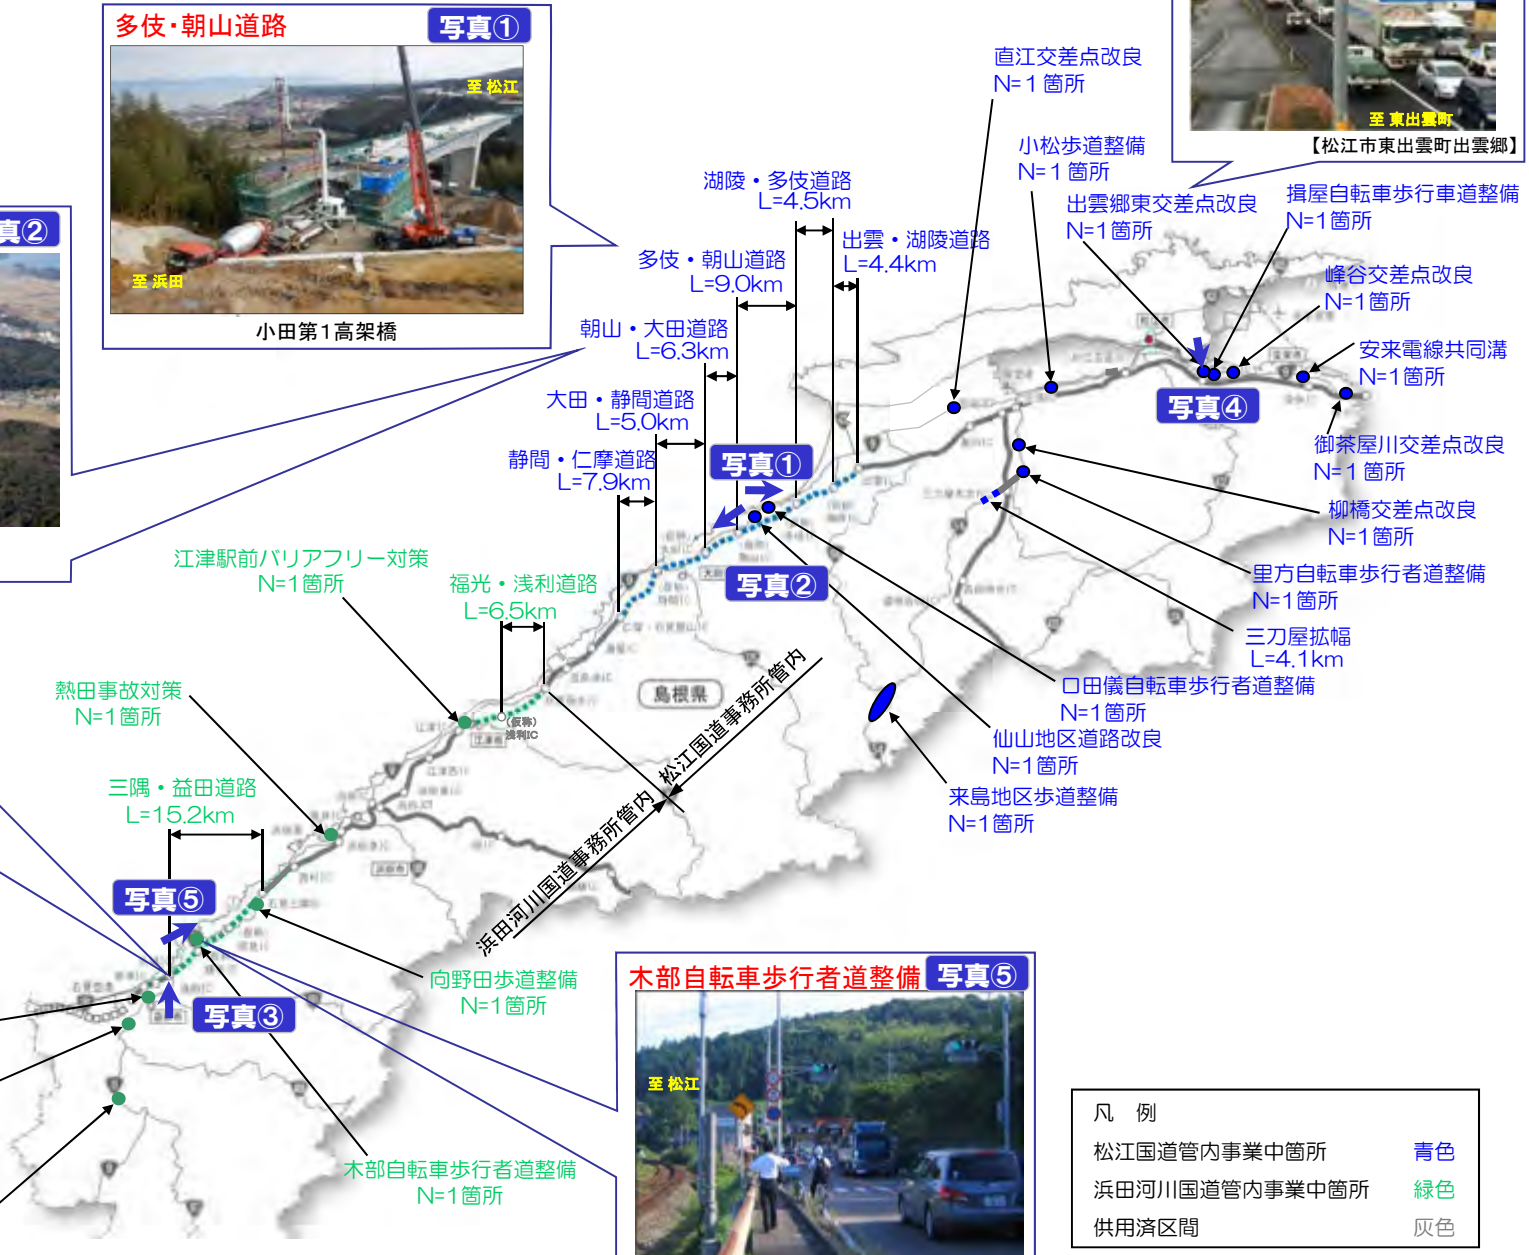 多伎・朝山道路
写真①
至 松江
至 浜田
小田第1高架橋
真②
至 東出雲町
【松江市東出雲町出雲郷】
直江交差点改良
N=1箇所
小松歩道整備
N=1箇所
出雲郷東交差点改良
N=1箇所
揖屋自転車歩行車道整備
N=1箇所
峰谷交差点改良
N=1箇所
安来電線共同溝
N=1箇所
写真④
御茶屋川交差点改良
N=1箇所
柳橋交差点改良
N=1箇所
里方自転車歩行者道整備
N=1箇所
三刀屋拡幅
L=4.1km
口田儀自転車歩行者道整備
N=1箇所
仙山地区道路改良
N=1箇所
来島地区歩道整備
N=1箇所
湖陵・多伎道路
L=4.5km
出雲・湖陵道路
L=4.4km
多伎・朝山道路
L=9.0km
朝山・大田道路
L=6.3km
大田・静間道路
L=5.0km
静間・仁摩道路
L=7.9km
写真①
写真②
江津駅前バリアフリー対策
N=1箇所
福光・浅利道路
L=6.5km
(仮称)
浅利IC
島根県
松江国道事務所管内
浜田河川国道事務所管内
熱田事故対策
N=1箇所
三隅・益田道路
L=15.2km
写真⑤
写真③
向野田歩道整備
N=1箇所
木部自転車歩行者道整備
N=1箇所
木部自転車歩行者道整備
写真⑤
至 松江
凡 例
松江国道管内事業中箇所 青色
浜田河川国道管内事業中箇所 緑色
供用済区間 灰色